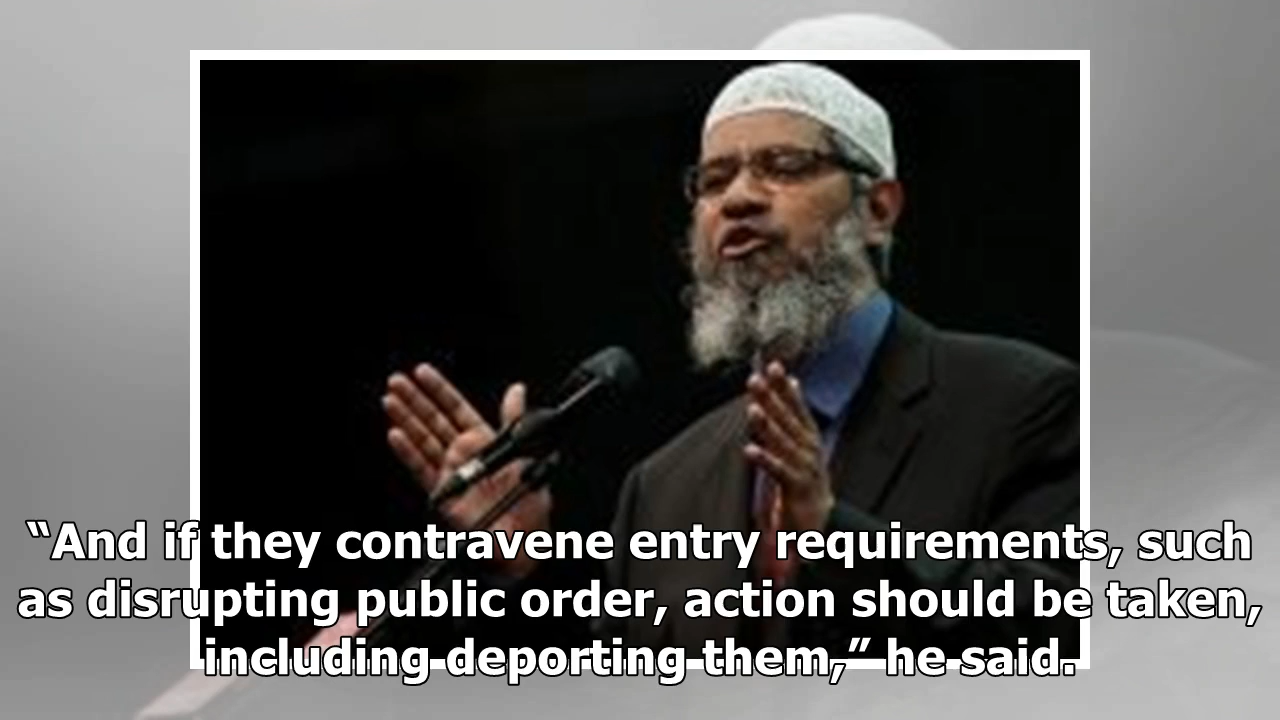 “And if they contravene entry requirements, such
as disrupting public order, action should be taken,
including deporting them,” he said.